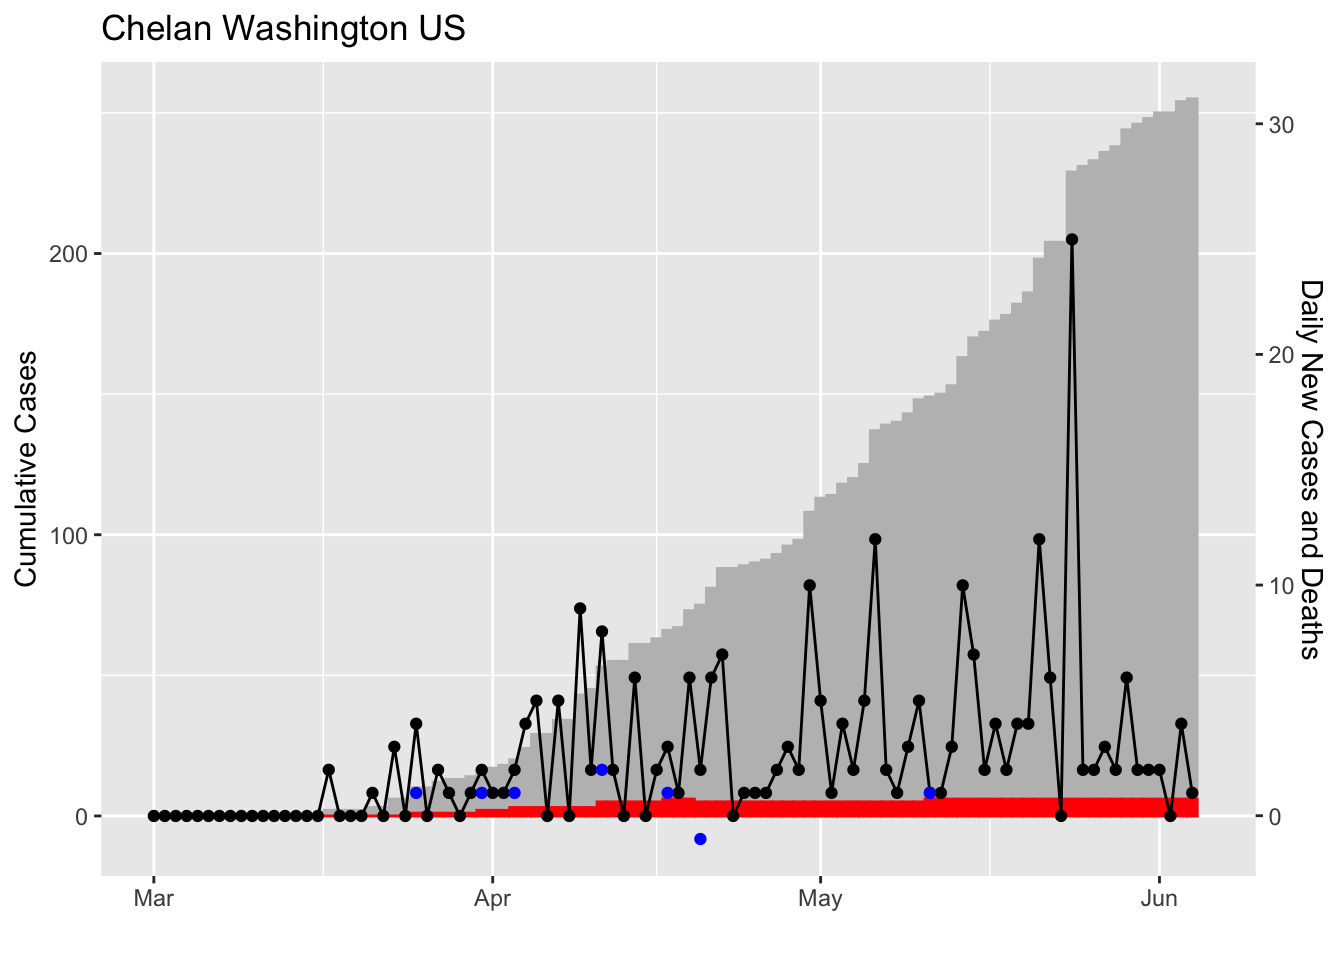 Chelan Washington US
Cumulative Cases
200
100
0
30
20
10
0
Daily New Cases and Deaths
Mar
Apr
May
Jun